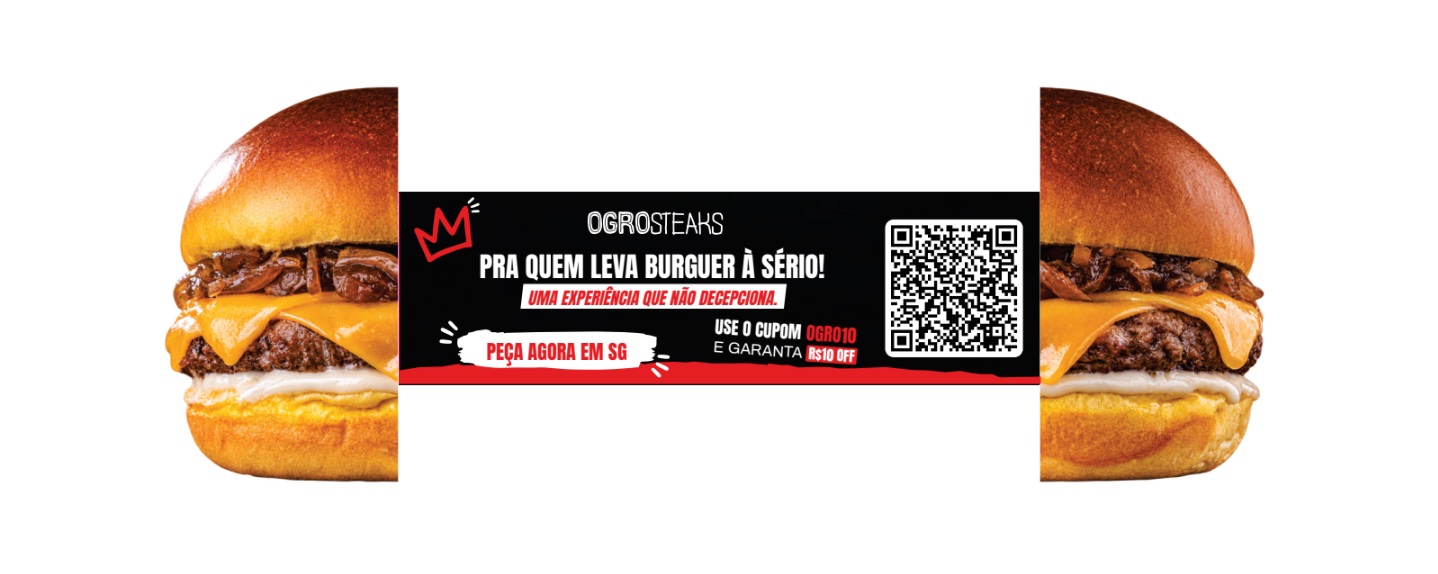 OGROSTEAKS
PRA QUEM LEVA BURGUER À SÉRIO!
UMA EXPERIÊNCIA QUE NÃO DECEPCIONA.
PEÇA AGORA EM SG
USE O CUPOM OGRO10
E GARANTA R$10 OFF